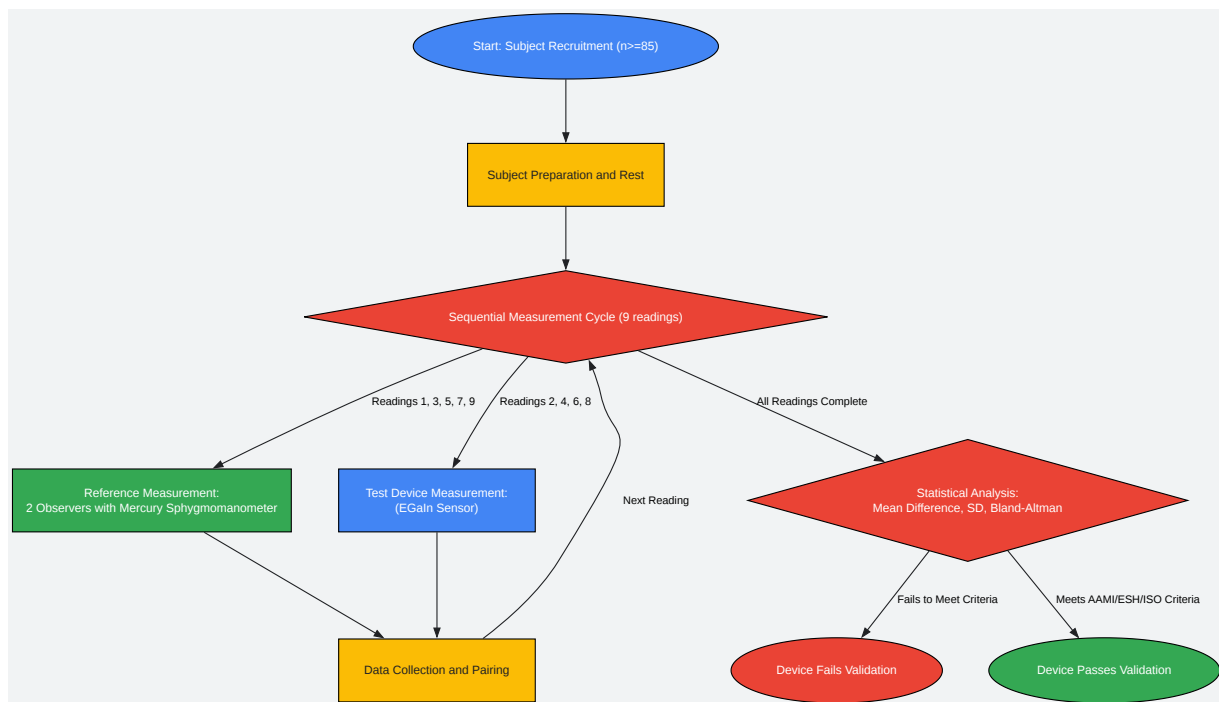 Start: Subject Recruitment (n>=85)
Subject Preparation and Rest
Sequential Measurement Cycle (9 readings)
Readings 1, 3, 5, 7, 9
Readings 2, 4, 6, 8
All Readings Complete
Reference Measurement:
2 Observers with Mercury Sphygmomanometer
Test Device Measurement:
(EGaIn Sensor)
Next Reading
Statistical Analysis:
Mean Difference, SD, Bland-Altman
Fails to Meet Criteria
Meets AAMI/ESH/ISO Criteria
Data Collection and Pairing
Device Fails Validation
Device Passes Validation